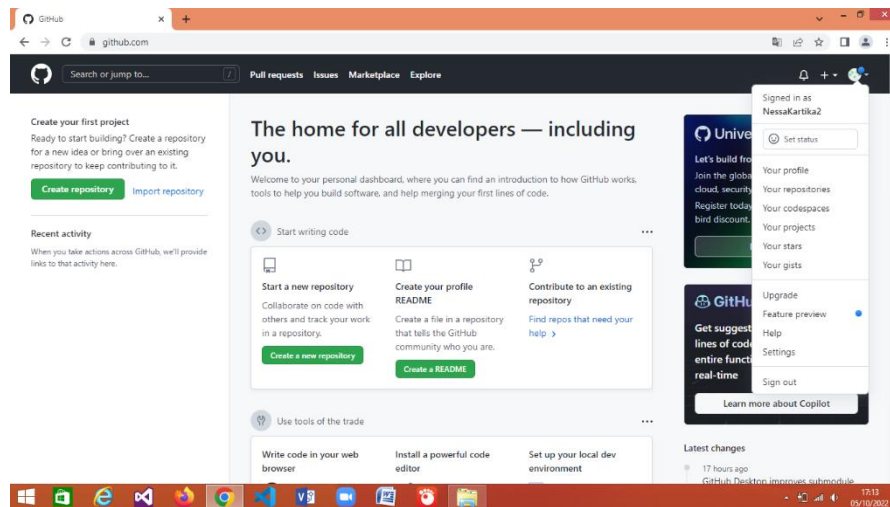 GitHub
github.com
Search or jump to...
/
Pull requests Issues Marketplace Explore
Signed in as
NessaKartika2
Set status
Your profile
Your repositories
Your codespaces
Your projects
Your stars
Your gists
Upgrade
Feature preview
Help
Settings
Sign out
Create your first project
Ready to start building? Create a repository
for a new idea or bring over an existing
repository to keep contributing to it.
Create repository
Import repository
Recent activity
When you take actions across GitHub, we'll provide
links to that activity here.
The home for all developers — including
you.
Welcome to your personal dashboard, where you can find an introduction to how GitHub works,
tools to help you build software, and help merging your first lines
of code.
Start writing code
Start a new repository
Collaborate on code with
others and track your work
in a repository.
Create a new repository
Create your profile
README
Create a file in a repository
that tells the GitHub
community who you are.
Create a README
Contribute to an existing
repository
Find repos that need your
help
Use tools of the trade
Write code in your web
browser
Install a powerful code
editor
Set up your local dev
environment
Let's build fro
Join the globa
cloud, security
Register today
bird discount.
Get suggest
lines of code
entire functi
real-time
Learn more about Copilot
Latest changes
17 hours ago
GitHub Desktop improves submodule
17:13
05/10/2022